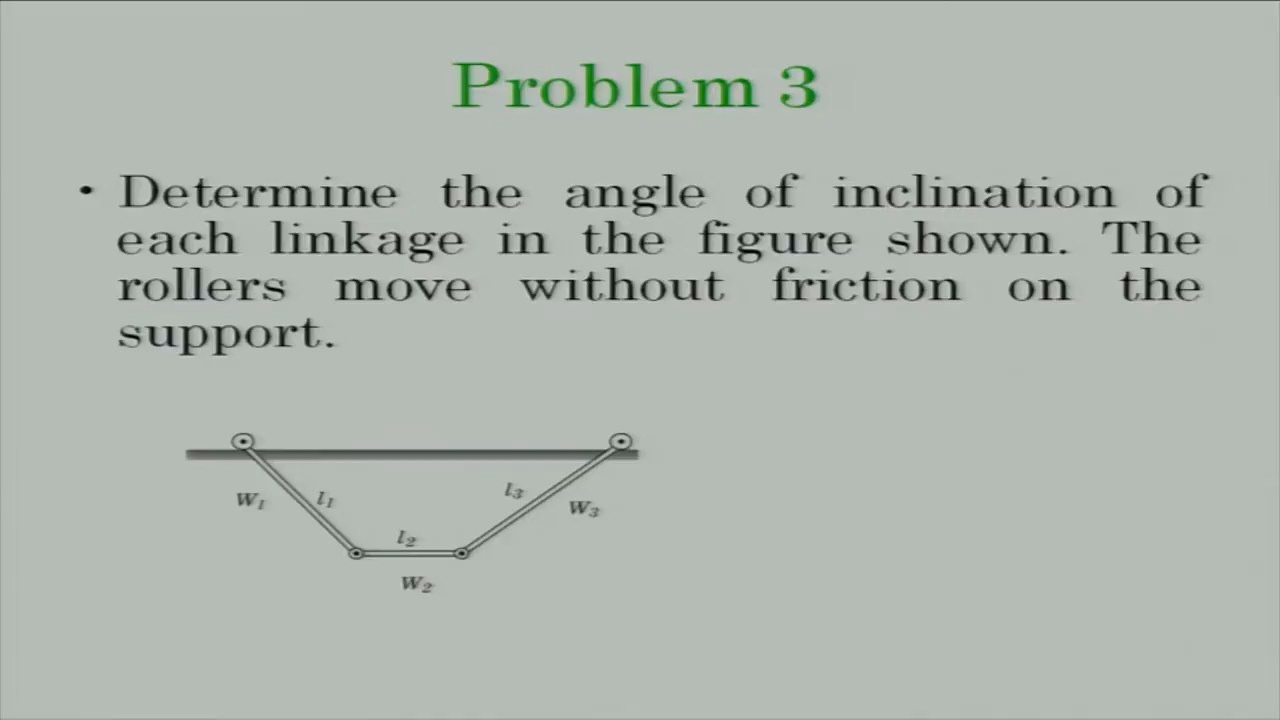 Problem 3
• Determine the angle of inclination of
each linkage in the figure shown. The
rollers move without friction on the
support.
W1 l1 l3 W3
l2
W2